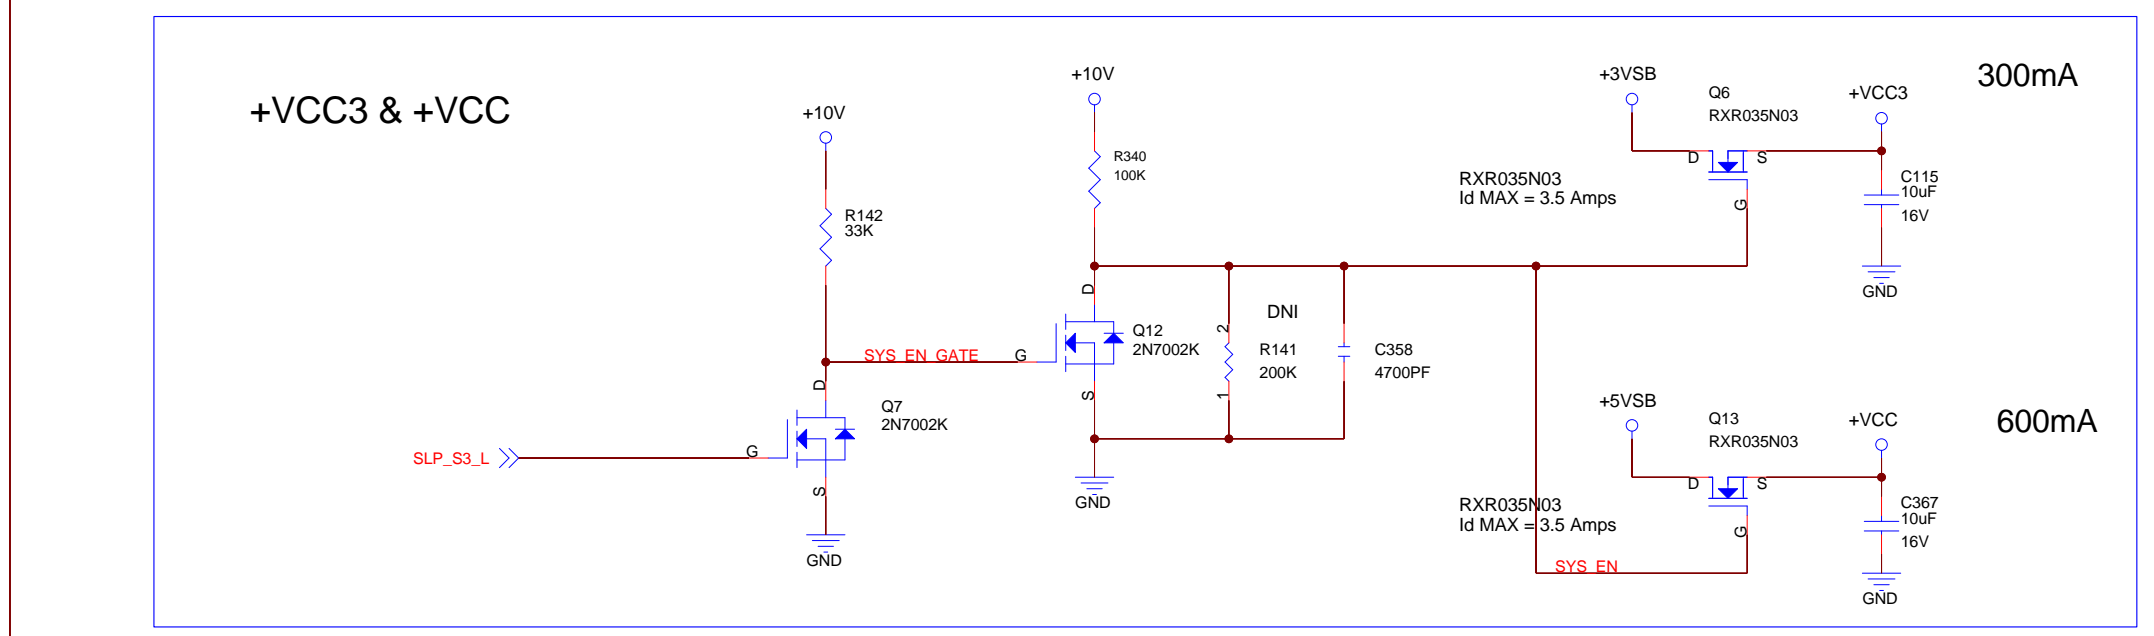 +VCC3 & +VCC
+10V
R142
33K
SYS_EN_GATE
D
Q7
2N7002K
SLP_S3_L
G
S
GND
+10V
R340
100K
D
G
Q12
2N7002K
S
GND
DNI
2
R141
200K
1
C358
4700PF
+3VSB
Q6
RXR035N03
+VCC3
300mA
D
S
G
RXR035N03
Id MAX = 3.5 Amps
C115
10uF
16V
GND
+5VSB
Q13
RXR035N03
+VCC
600mA
D
S
G
RXR035N03
Id MAX = 3.5 Amps
SYS_EN
C367
10uF
16V
GND